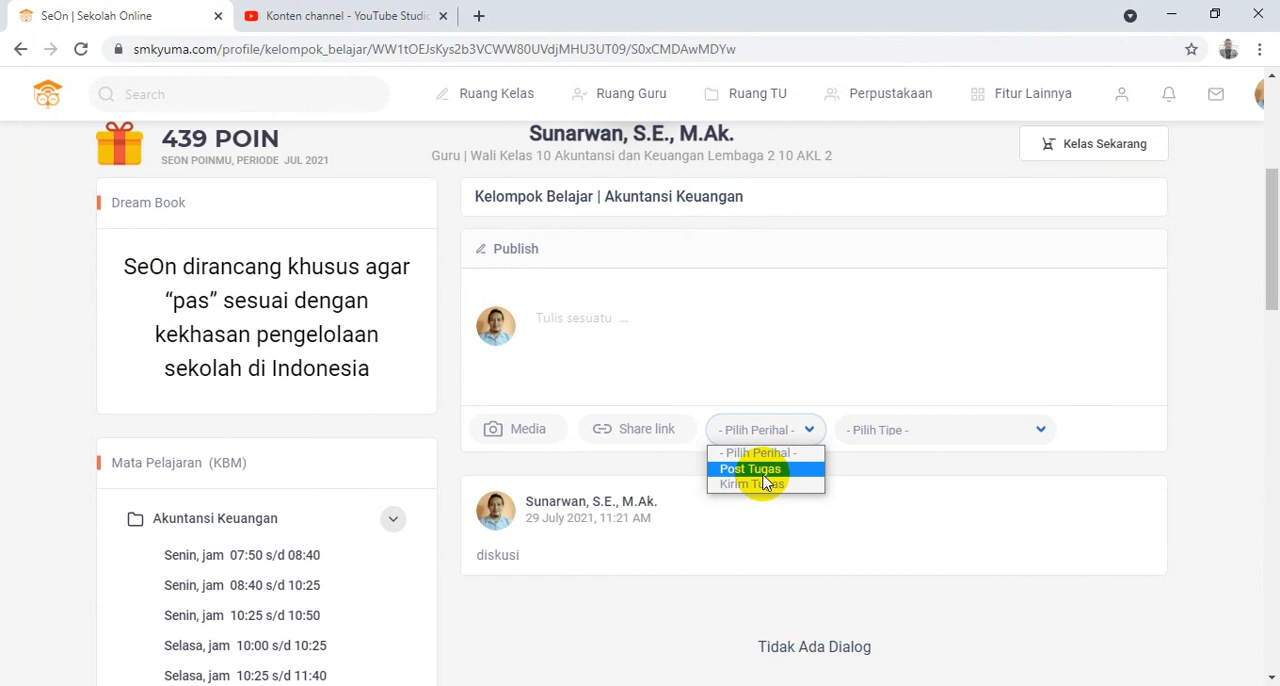 SeOn | Sekolah Online
Konten channel - YouTube Studio
smkyuma.com/profile/kelompok_belajar/WW1tOEJsKys2b3VCWW80UVdjMHU3UT09/S0xCMDAwMDYw
Search
Ruang Kelas
Ruang Guru
Ruang TU
Perpustakaan
Fitur Lainnya
439 POIN
SEON POINMU, PERIODE JUL 2021
Sunarwan, S.E., M.Ak.
Guru | Wali Kelas 10 Akuntansi dan Keuangan Lembaga 2 10 AKL 2
Kelas Sekarang
Dream Book
SeOn dirancang khusus agar
“pas” sesuai dengan
kekhasan pengelolaan
sekolah di Indonesia
Mata Pelajaran (KBM)
Akuntansi Keuangan
Senin, jam 07:50 s/d 08:40
Senin, jam 08:40 s/d 10:25
Senin, jam 10:25 s/d 10:50
Selasa, jam 10:00 s/d 10:25
Selasa, jam 10:25 s/d 11:40
Kelompok Belajar | Akuntansi Keuangan
Publish
Tulis sesuatu ...
Media
Share link
- Pilih Perihal -
- Pilih Tipe -
- Pilih Perihal -
Post Tugas
Kirim Tugas
Sunarwan, S.E., M.Ak.
29 July 2021, 11:21 AM
diskusi
Tidak Ada Dialog